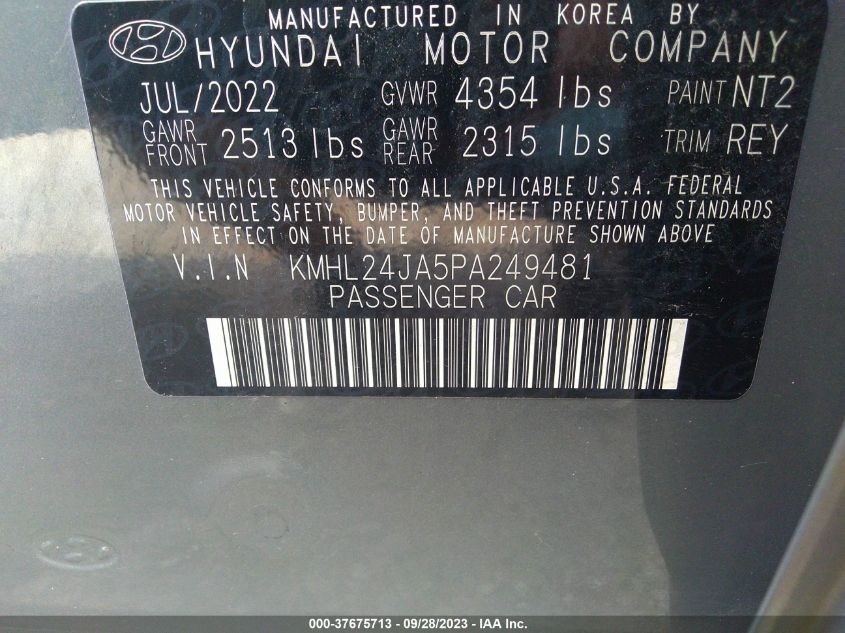 MANUFACTURED IN KOREA BY
HYUNDAI MOTOR COMPANY
JUL/2022 GVWR 4354 lbs PAINT NT2
GAWR FRONT 2513 lbs GAWR REAR 2315 lbs TRIM REY
THIS VEHICLE CONFORMS TO ALL APPLICABLE U.S.A. FEDERAL
MOTOR VEHICLE SAFETY, BUMPER, AND THEFT PREVENTION STANDARDS
IN EFFECT ON THE DATE OF MANUFACTURE SHOWN ABOVE
V.I.N KMHL24JA5PA249481
PASSENGER CAR
000-37675713 - 09/28/2023 - IAA Inc.